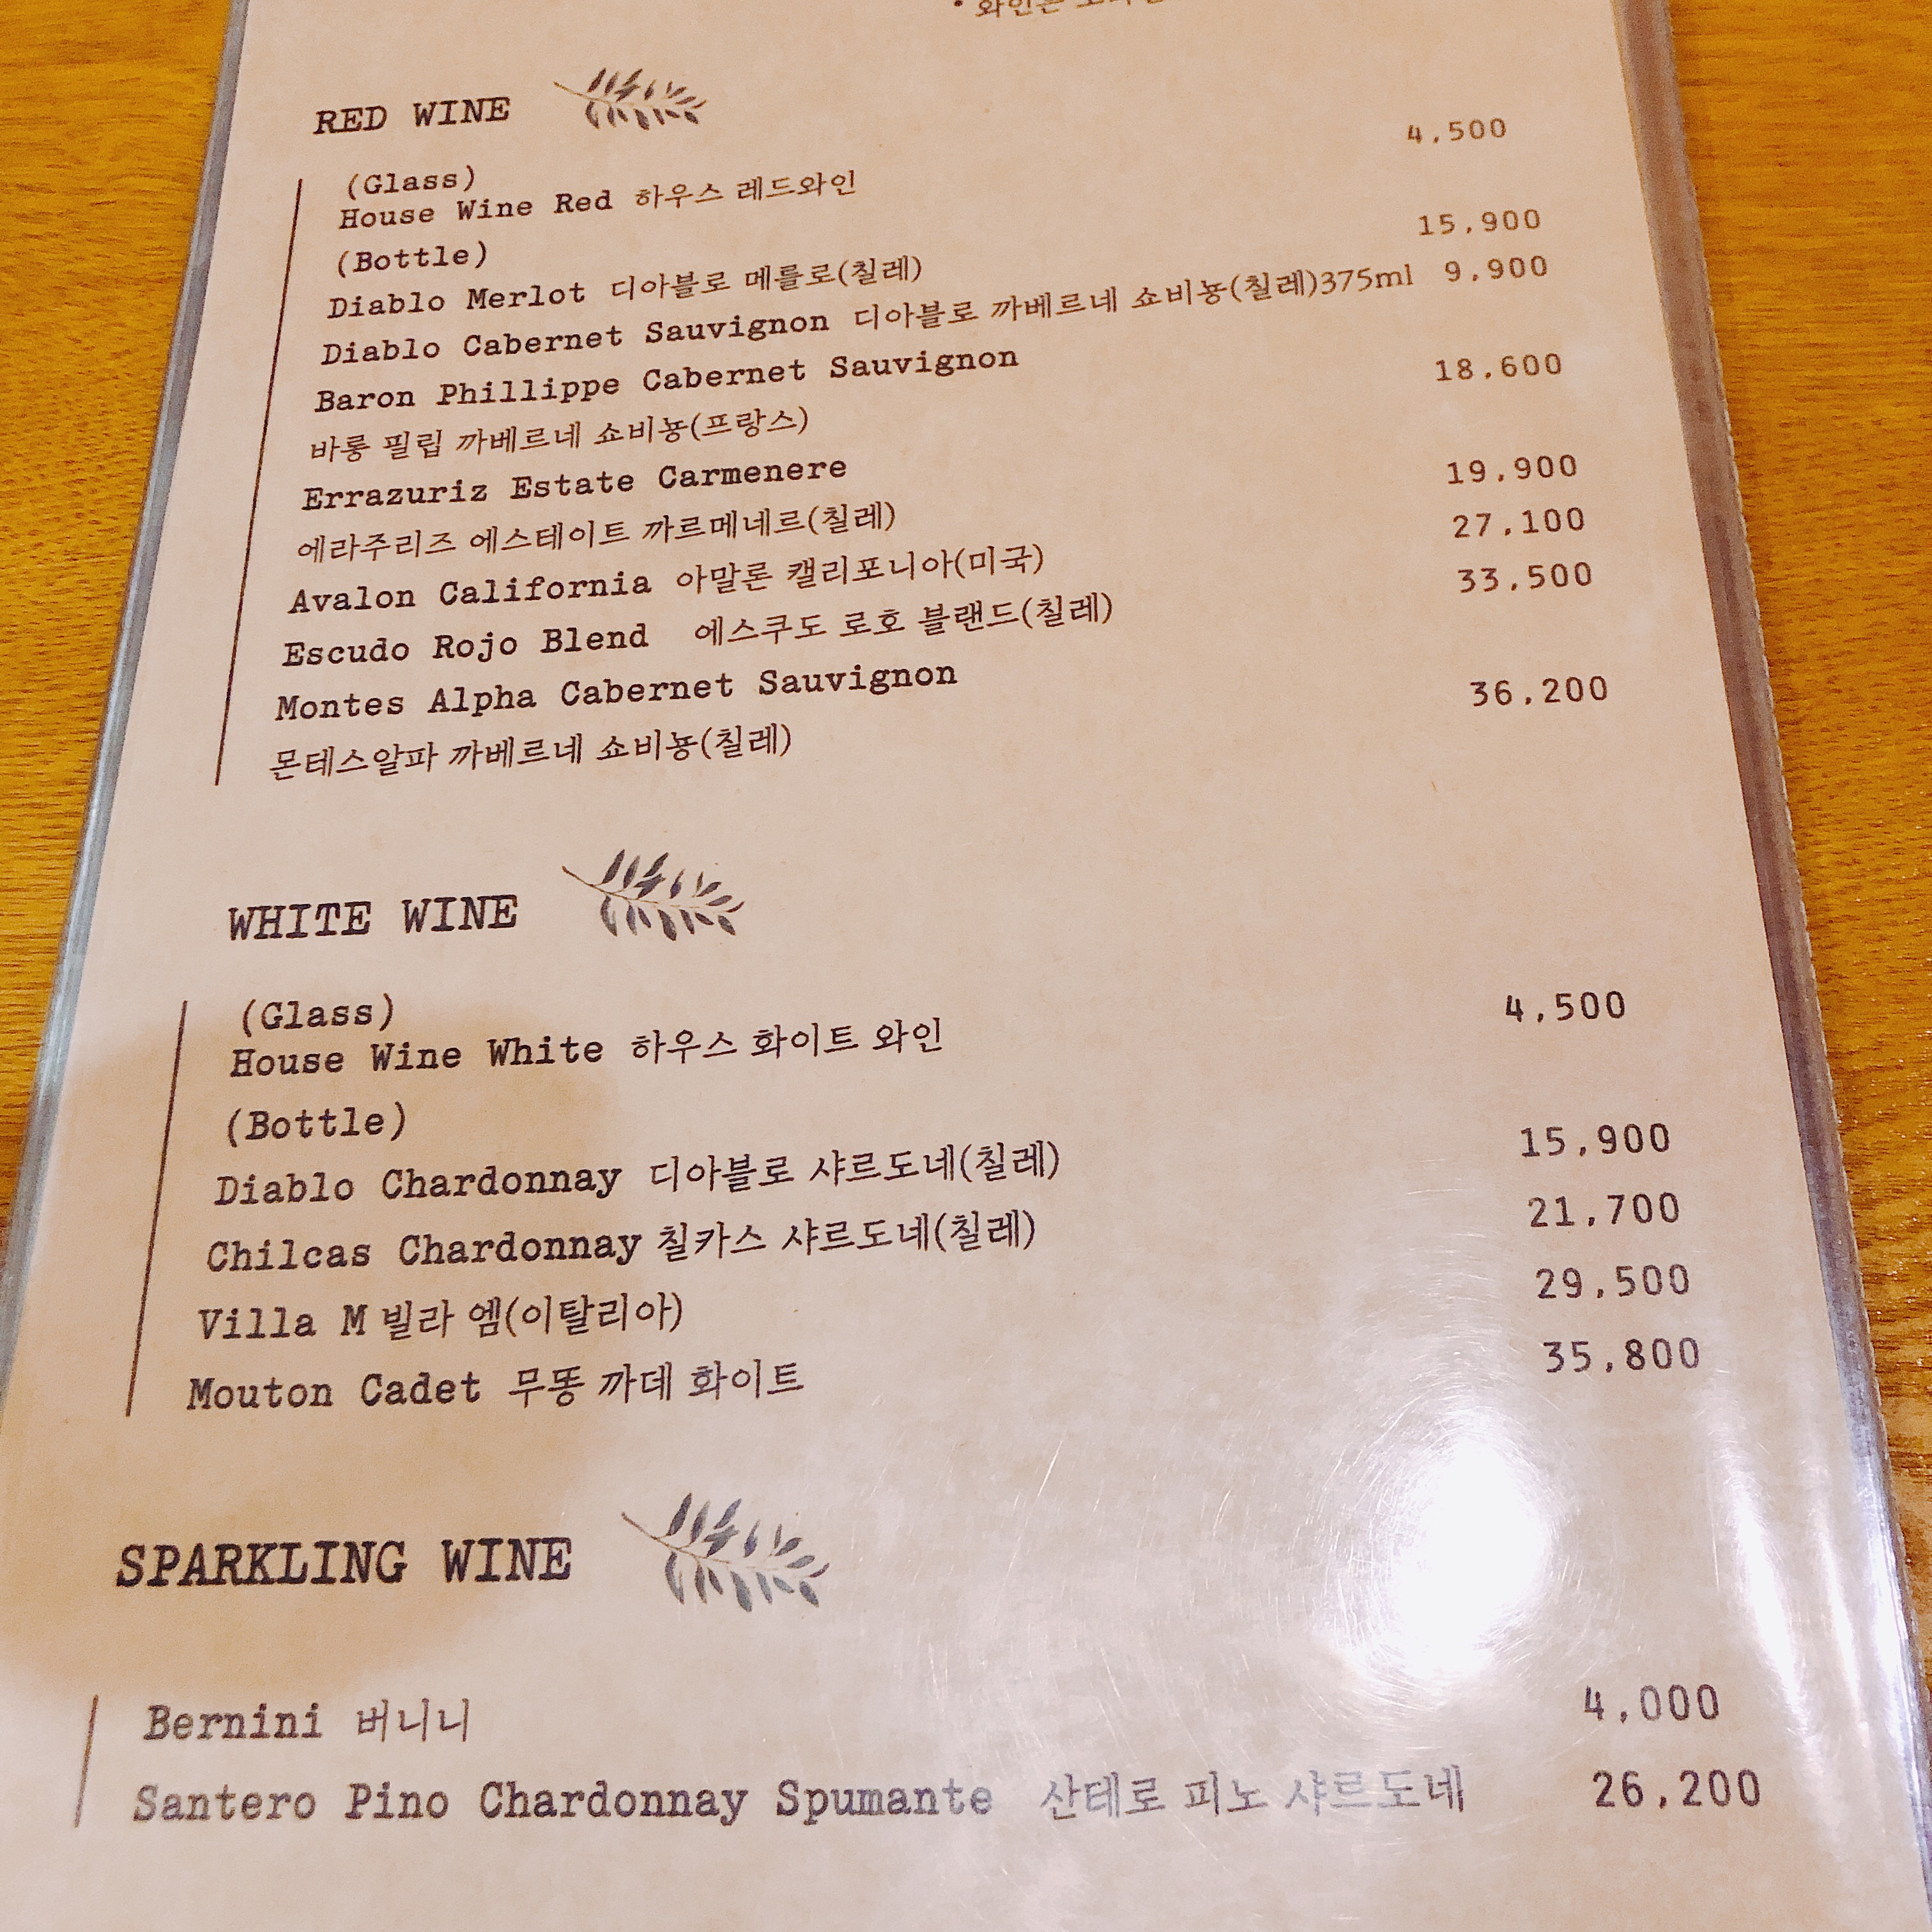 • 와인은
RED WINE
(Glass)
House Wine Red 하우스 레드와인 4,500
(Bottle)
Diablo Merlot 디아블로 메를로(칠레) 15,900
Diablo Cabernet Sauvignon 디아블로 까베르네 쇼비뇽(칠레)375ml 9,900
Baron Phillippe Cabernet Sauvignon
바롱 필립 까베르네 쇼비뇽(프랑스) 18,600
Errazuriz Estate Carmenere
에라주리즈 에스테이트 까르메네르(칠레) 19,900
Avalon California 아말론 캘리포니아(미국) 27,100
Escudo Rojo Blend 에스쿠도 로호 블랜드(칠레) 33,500
Montes Alpha Cabernet Sauvignon
몬테스알파 까베르네 쇼비뇽(칠레) 36,200
WHITE WINE
(Glass)
House Wine White 하우스 화이트 와인 4,500
(Bottle)
Diablo Chardonnay 디아블로 샤르도네(칠레) 15,900
Chilcas Chardonnay 칠카스 샤르도네(칠레) 21,700
Villa M 빌라 엠(이탈리아) 29,500
Mouton Cadet 무똥 까데 화이트 35,800
SPARKLING WINE
Bernini 버니니 4,000
Santero Pino Chardonnay Spumante 산테로 피노 샤르도네 26,200